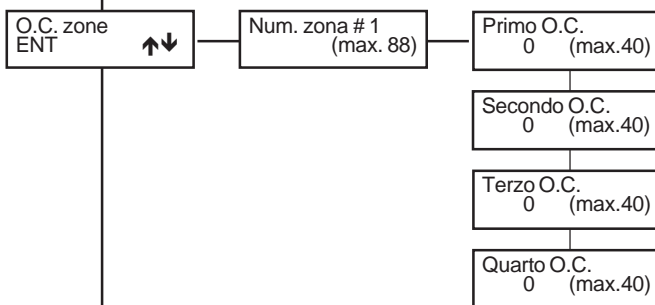 O.C. zone
ENT ↑↓
Num. zona # 1
(max. 88)
Primo O.C.
0 (max.40)
Secondo O.C.
0 (max.40)
Terzo O.C.
0 (max.40)
Quarto O.C.
0 (max.40)